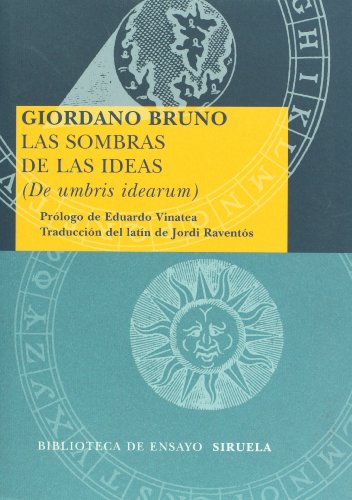 GIORDANO BRUNO
LAS SOMBRAS
DE LAS IDEAS
(De umbris idearum)
Prólogo de Eduardo Vinatea
Traducción del latín de Jordi Raventós
G H I K L M N O
BIBLIOTECA DE ENSAYO SIRUELA